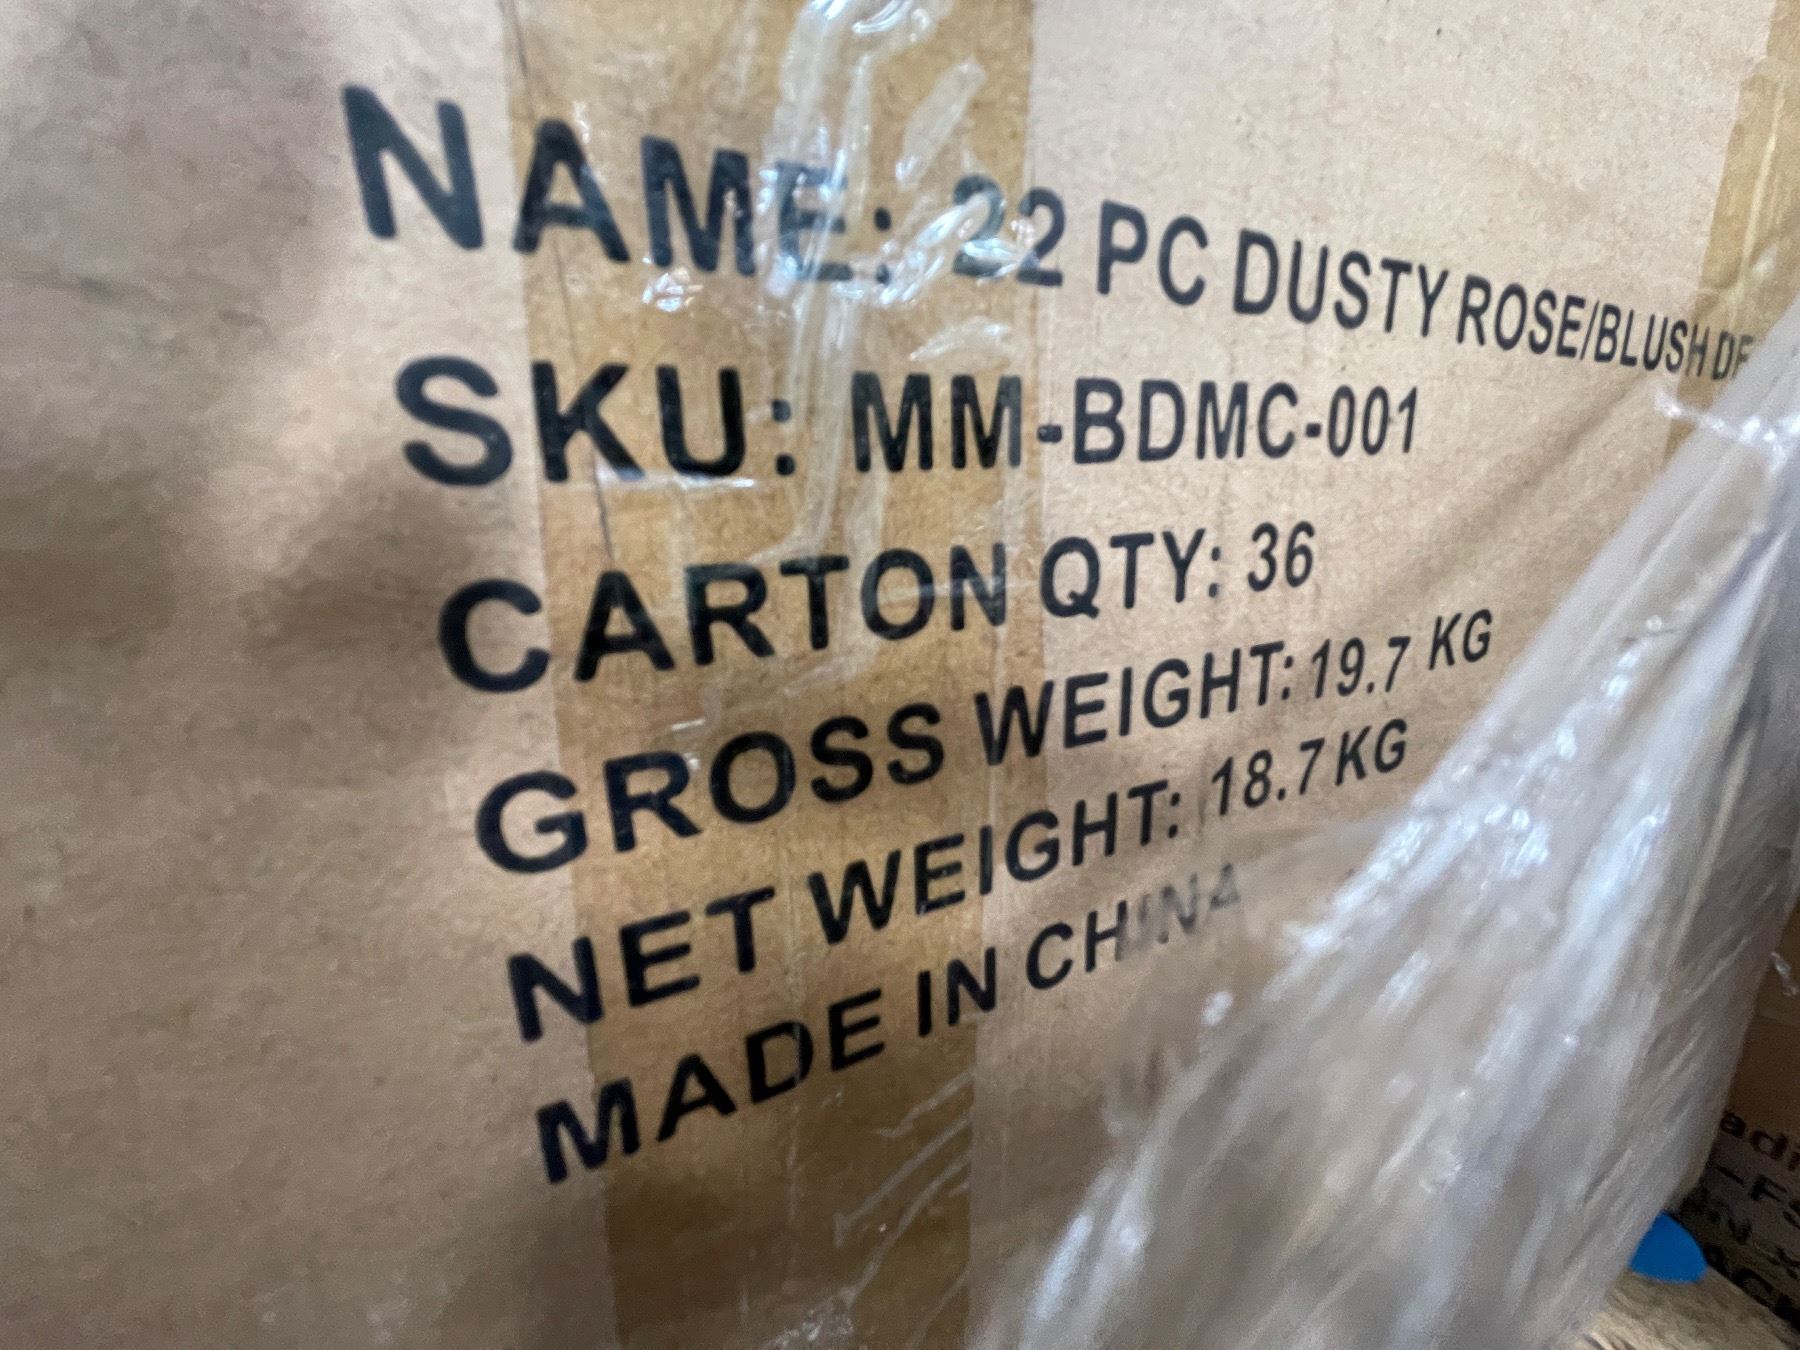 NAME: 22 PC DUSTY ROSE/BLUSH
SKU: MM-BDMC-001
CARTON QTY: 36
GROSS WEIGHT: 19.7 KG
NET WEIGHT: 18.7 KG
MADE IN CHINA